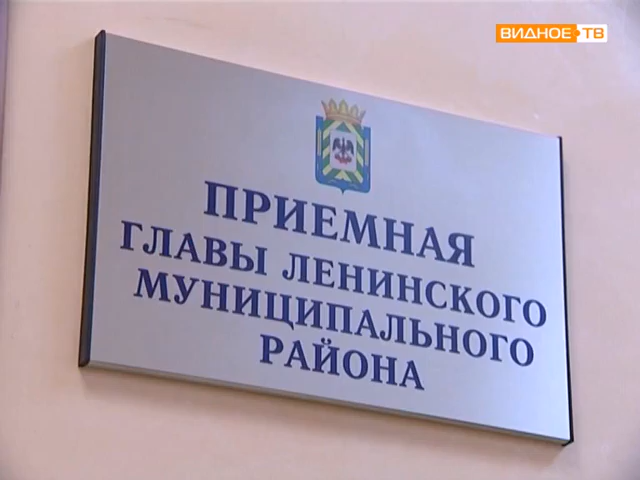 ВИДНОЕ ТВ
ПРИЕМНАЯ
ГЛАВЫ ЛЕНИНСКОГО
МУНИЦИПАЛЬНОГО
РАЙОНА